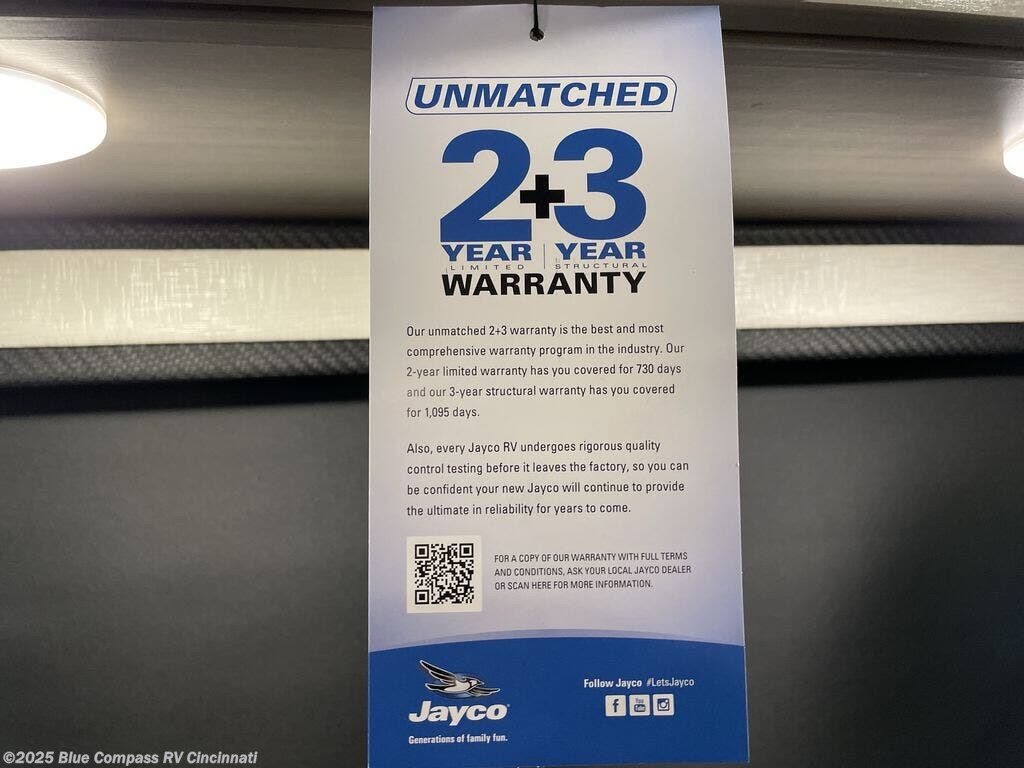 UNMATCHED
2+3
YEAR YEAR
LIMITED STRUCTURAL
WARRANTY
Our unmatched 2+3 warranty is the best and most
comprehensive warranty program in the industry. Our
2-year limited warranty has you covered for 730 days
and our 3-year structural warranty has you covered
for 1,095 days.
Also, every Jayco RV undergoes rigorous quality
control testing before it leaves the factory, so you can
be confident your new Jayco will continue to provide
the ultimate in reliability for years to come.
FOR A COPY OF OUR WARRANTY WITH FULL TERMS
AND CONDITIONS, ASK YOUR LOCAL JAYCO DEALER
OR SCAN HERE FOR MORE INFORMATION.
Follow Jayco #LetsJayco
f You Tube
Jayco
Generations of family fun.
©2025 Blue Compass RV Cincinnati